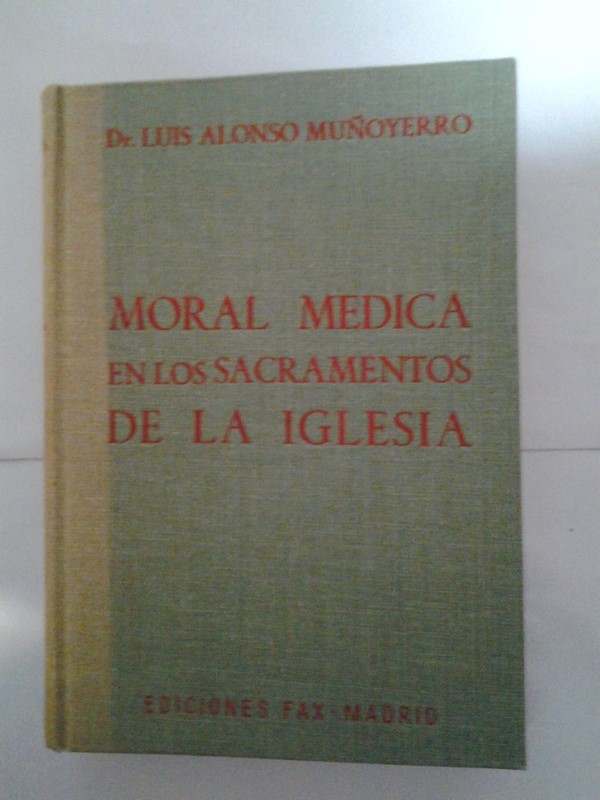 Dr. LUIS ALONSO MUÑOYERRO
MORAL MEDICA
EN LOS SACRAMENTOS
DE LA IGLESIA
EDICIONES FAX-MADRID